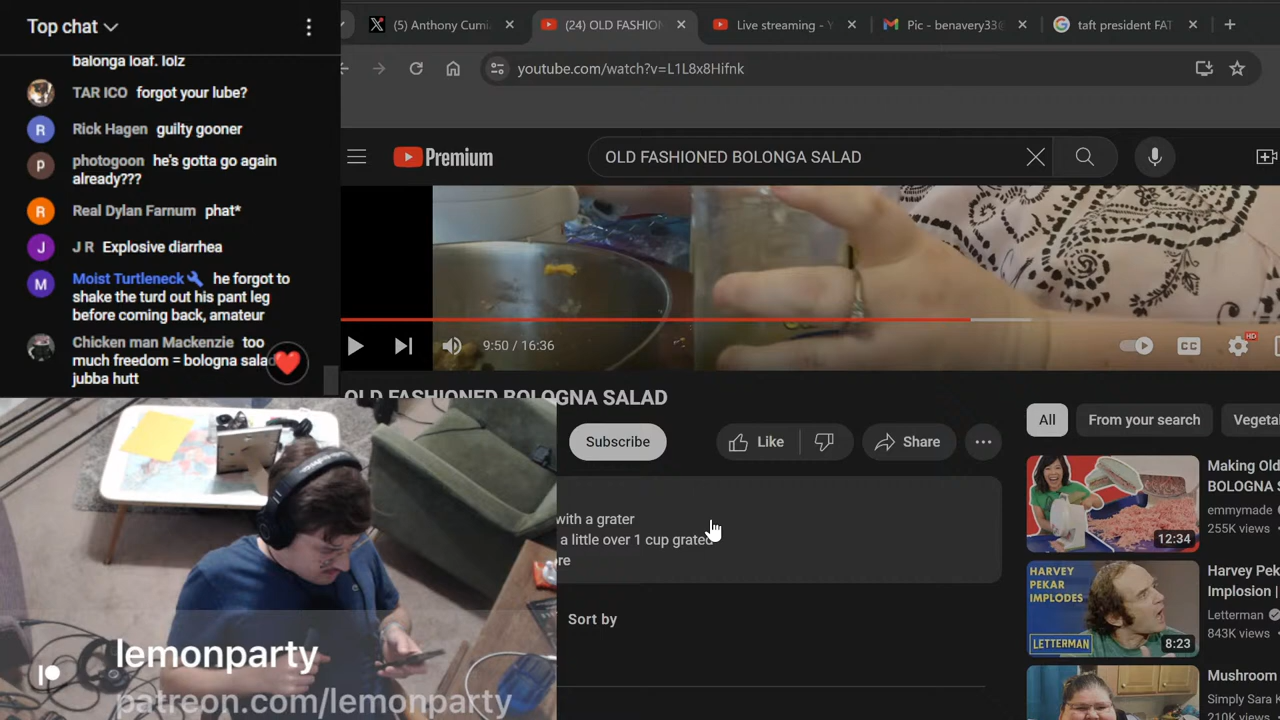 Top chat
balonga loaf. lolz
TAR ICO forgot your lube?
Rick Hagen guilty gooner
photogoon he's gotta go again
already???
Real Dylan Farnum phat*
J R Explosive diarrhea
Moist Turtleneck he forgot to
shake the turd out his pant leg
before coming back, amateur
Chicken man Mackenzie too
much freedom = bologna salad
jubba hutt
(5) Anthony Cumia
(24) OLD FASHION
Live streaming - Y
Pic - benavery33@
taft president FAT
youtube.com/watch?v=L1L8x8Hifnk
Premium
OLD FASHIONED BOLONGA SALAD
9:50 / 16:36
CC
HD
OLD FASHIONED BOLOGNA SALAD
Subscribe
Like
Share
with a grater
a little over 1 cup grated
Sort by
All
From your search
Vegeta
Making Old
BOLOGNA S
emmymade
255K views
12:34
HARVEY
PEKAR
IMPLODES
LETTERMAN
8:23
Harvey Pek
Implosion |
Letterman
843K views
Mushroom
Simply Sara K
210K views
lemonparty
patreon.com/lemonparty